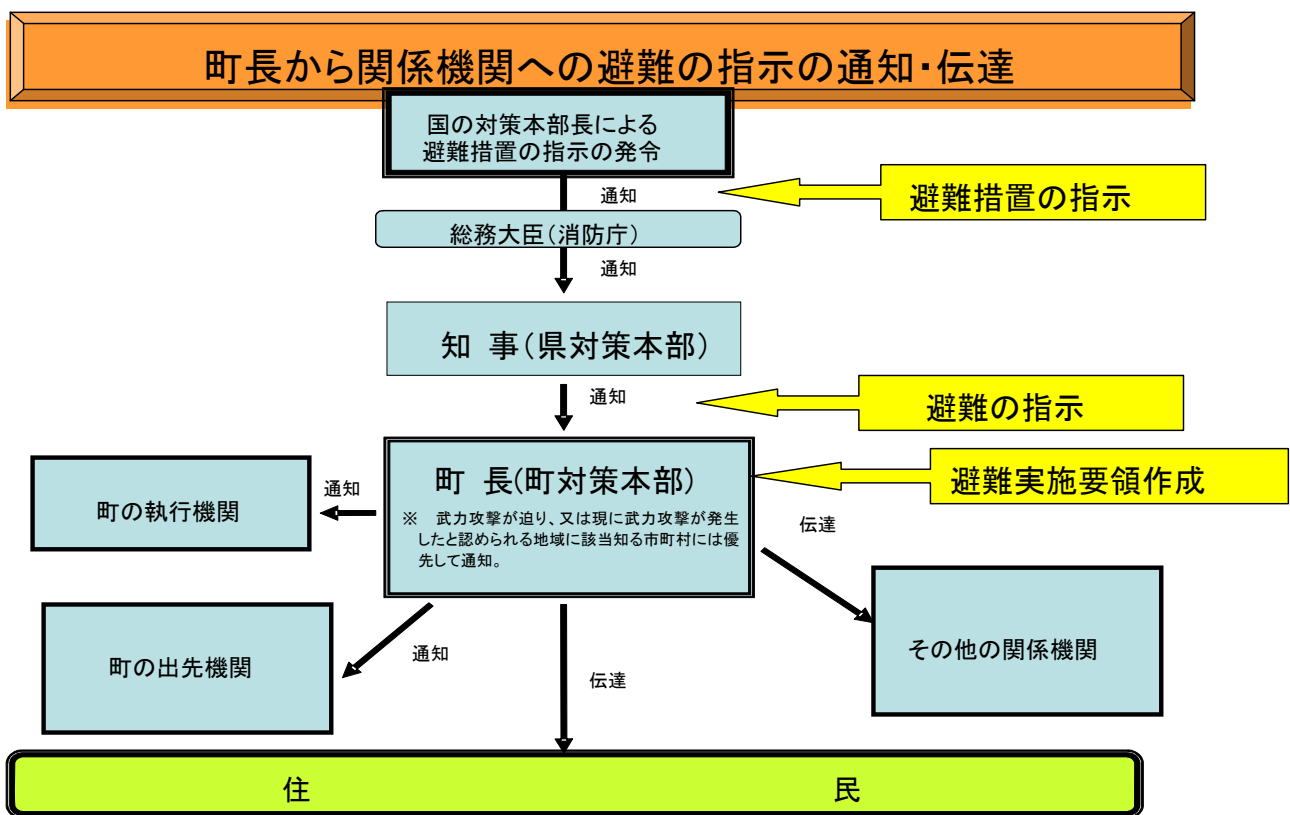 町長から関係機関への避難の指示の通知・伝達
国の対策本部長による
避難措置の指示の発令
通知
避難措置の指示
総務大臣(消防庁)
通知
知 事(県対策本部)
通知
避難の指示
町 長(町対策本部)
※ 武力攻撃が迫り、又は現に武力攻撃が発生
したと認められる地域に該当知る市町村には優
先して通知。
避難実施要領作成
通知
町の執行機関
伝達
その他の関係機関
通知
町の出先機関
伝達
住 民